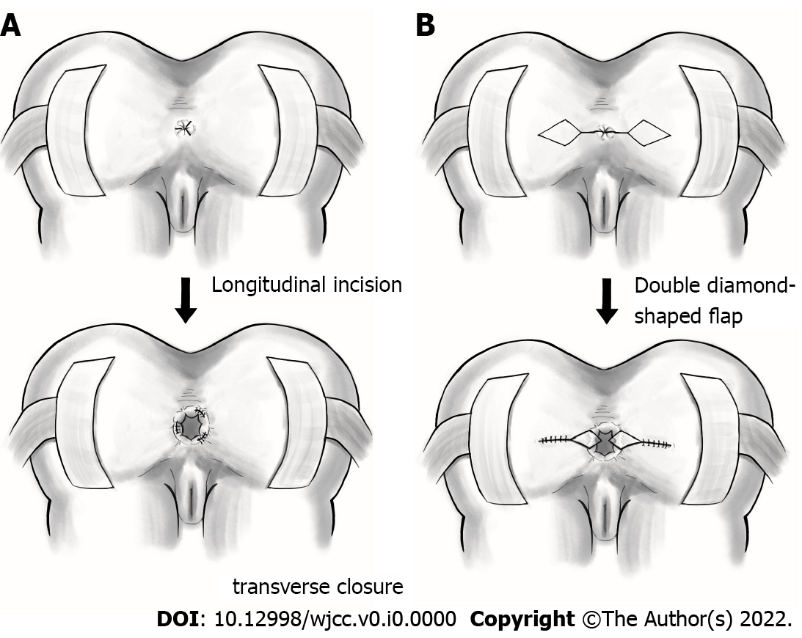 A
B
Longitudinal incision
Double diamond-
shaped flap
transverse closure
DOI: 10.12998/wjcc.v0.i0.0000 Copyright ©The Author(s) 2022.